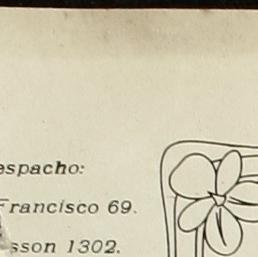 espacho:
Francisco 69.
sson 1302.